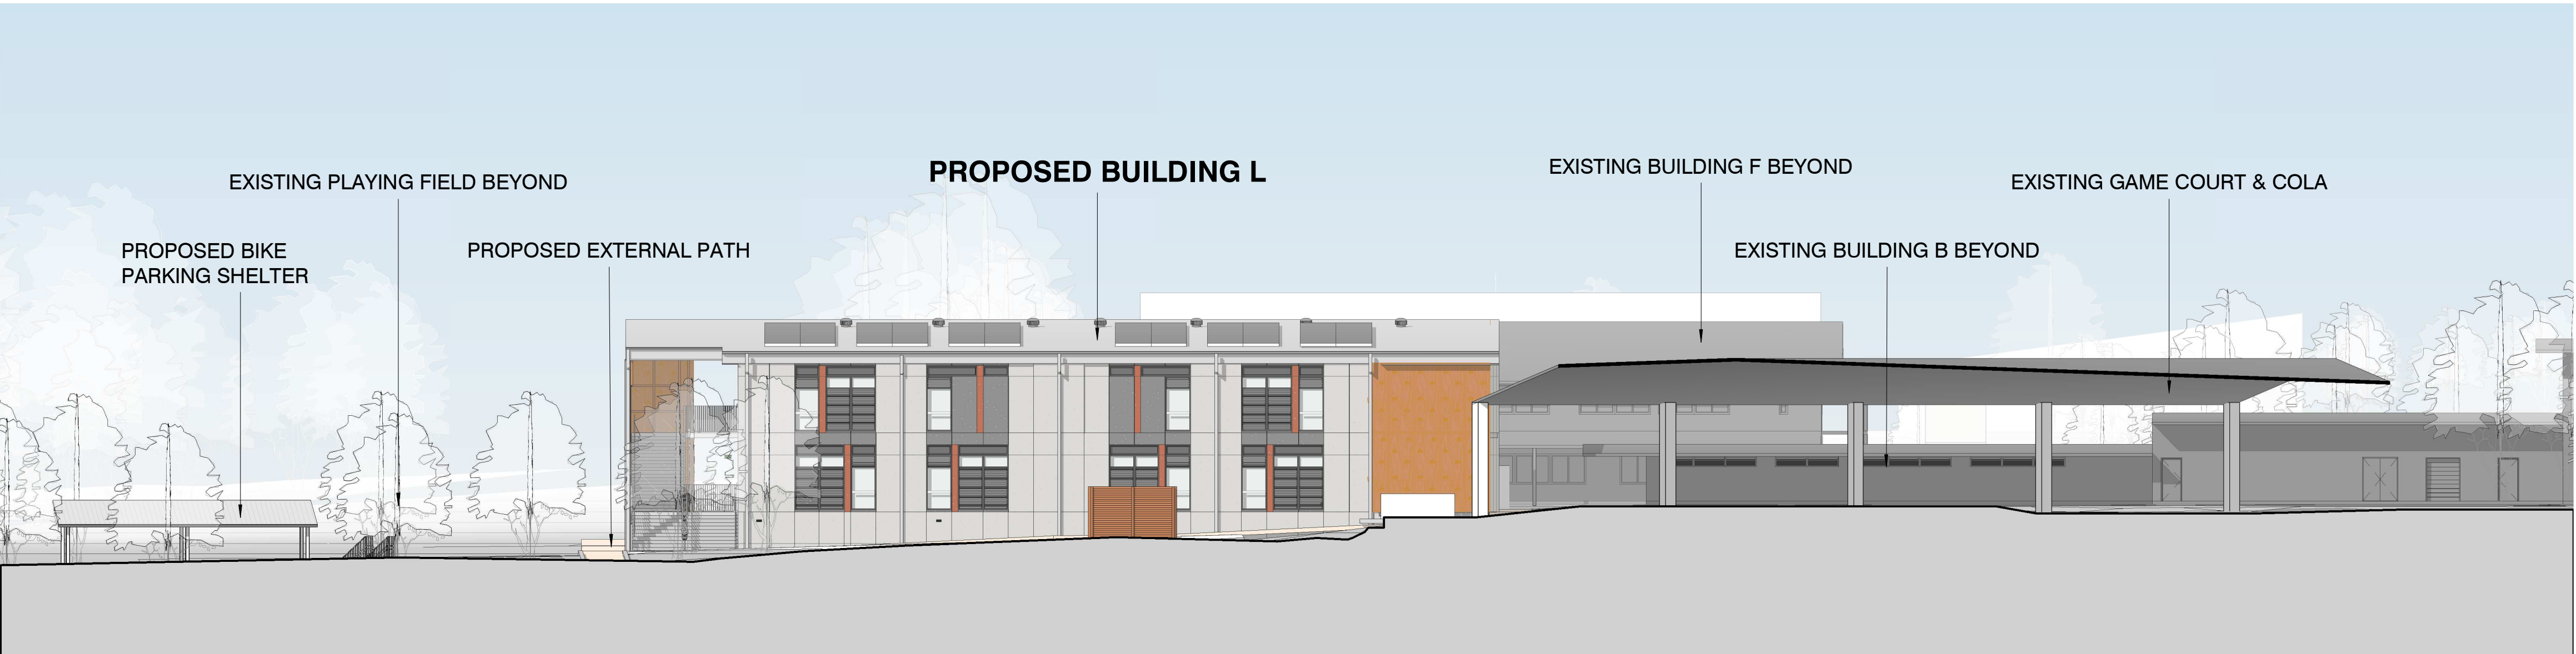 EXISTING PLAYING FIELD BEYOND
PROPOSED BUILDING L
EXISTING BUILDING F BEYOND
EXISTING GAME COURT & COLA
PROPOSED BIKE
PARKING SHELTER
PROPOSED EXTERNAL PATH
EXISTING BUILDING B BEYOND